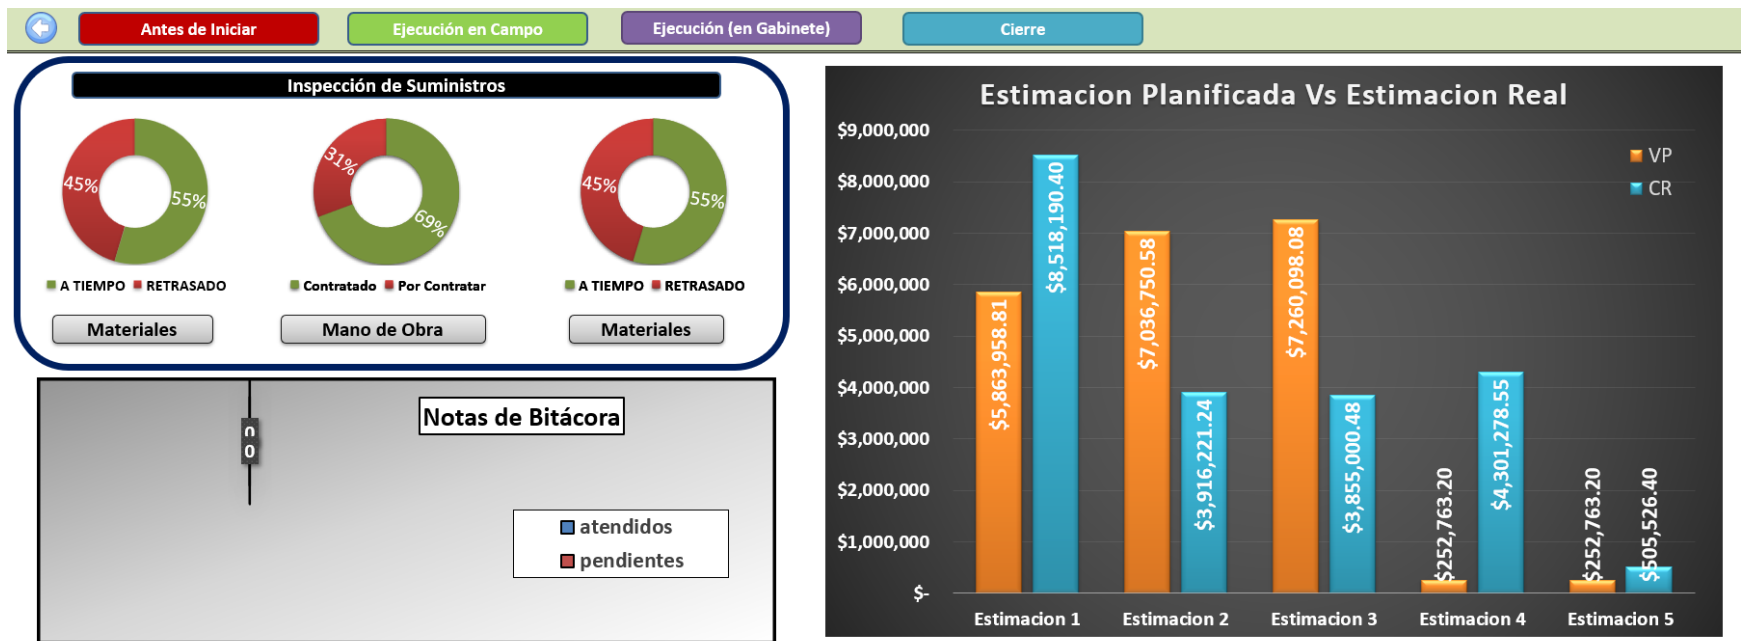 Antes de Iniciar
Ejecución en Campo
Ejecución (en Gabinete)
Cierre
Inspección de Suministros
45%
55%
A TIEMPO
RETRASADO
Materiales
31%
69%
Contratado
Por Contratar
Mano de Obra
45%
55%
A TIEMPO
RETRASADO
Materiales
Notas de Bitácora
0
0
atendidos
pendientes
Estimacion Planificada Vs Estimacion Real
$9,000,000
$8,000,000
$7,000,000
$6,000,000
$5,000,000
$4,000,000
$3,000,000
$2,000,000
$1,000,000
$-
VP
CR
$5,863,958.81
$8,518,190.40
$7,036,750.58
$3,916,221.24
$7,260,098.08
$3,855,000.48
$252,763.20
$4,301,278.55
$252,763.20
$505,526.40
Estimacion 1
Estimacion 2
Estimacion 3
Estimacion 4
Estimacion 5